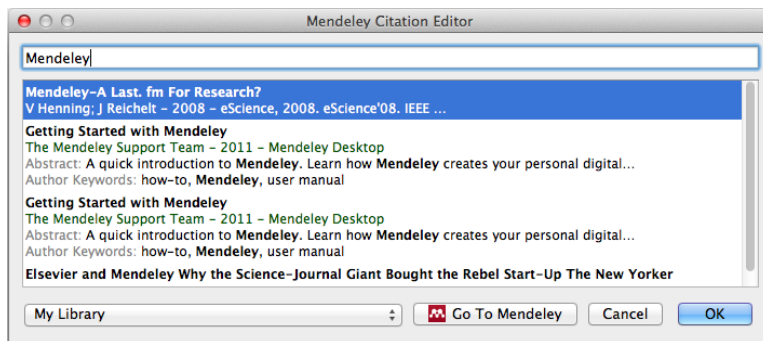 Mendeley Citation Editor
Mendeley
Mendeley-A Last. fm For Research?
V Henning; J Reichelt - 2008 - eScience, 2008. eScience'08. IEEE ...
Getting Started with Mendeley
The Mendeley Support Team - 2011 - Mendeley Desktop
Abstract: A quick introduction to Mendeley. Learn how Mendeley creates your personal digital...
Author Keywords: how-to, Mendeley, user manual
Getting Started with Mendeley
The Mendeley Support Team - 2011 - Mendeley Desktop
Abstract: A quick introduction to Mendeley. Learn how Mendeley creates your personal digital...
Author Keywords: how-to, Mendeley, user manual
Elsevier and Mendeley Why the Science-Journal Giant Bought the Rebel Start-Up The New Yorker
My Library Go To Mendeley Cancel OK